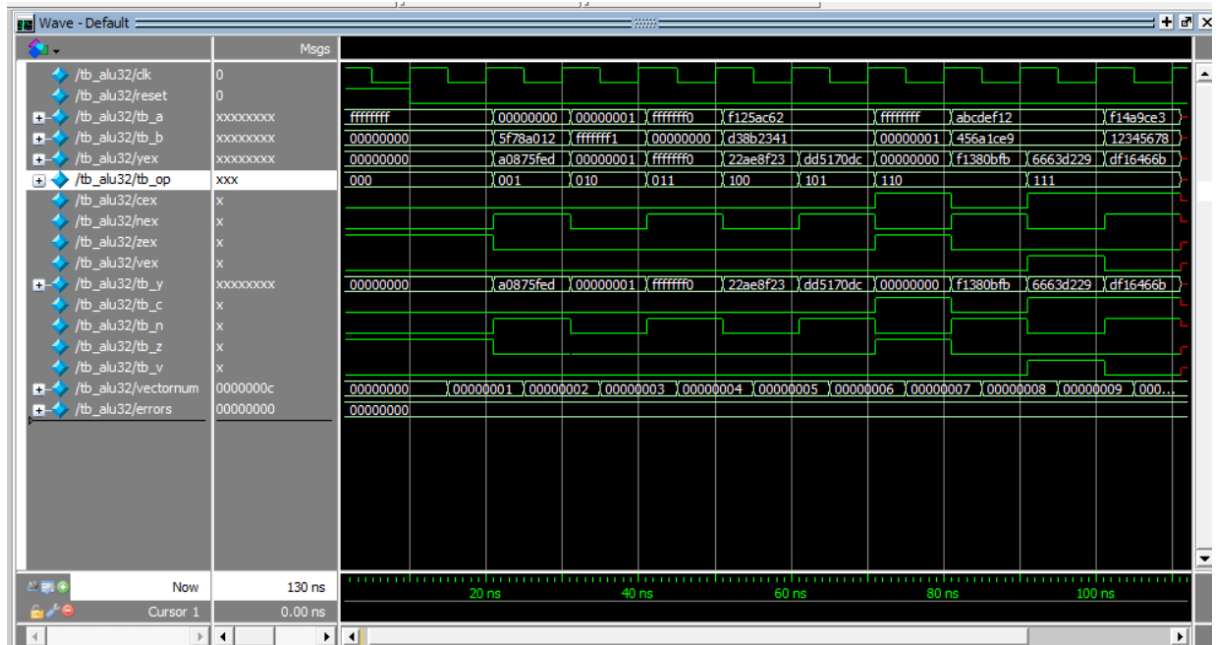 Wave - Default
Msgs
/tb_alu32/clk 0
/tb_alu32/reset 0
/tb_alu32/tb_a xxxxxxxx ffffffff 00000000 00000001 fffffff0 f125ac62 ffffffff abcdef12 f14a9ce3
/tb_alu32/tb_b xxxxxxxx 00000000 5f78a012 fffffff1 00000000 d38b2341 00000001 456a1ce9 12345678
/tb_alu32/yex xxxxxxxx 00000000 a0875fed 00000001 fffffff0 22ae8f23 dd5170dc 00000000 f1380bfb 6663d229 df16466b
/tb_alu32/tb_op xxx 000 001 010 011 100 101 110 111
/tb_alu32/cex x
/tb_alu32/nex x
/tb_alu32/zex x
/tb_alu32/vex x
/tb_alu32/tb_y xxxxxxxx 00000000 a0875fed 00000001 fffffff0 22ae8f23 dd5170dc 00000000 f1380bfb 6663d229 df16466b
/tb_alu32/tb_c x
/tb_alu32/tb_n x
/tb_alu32/tb_z x
/tb_alu32/tb_v x
/tb_alu32/vectornum 0000000c 00000000 00000001 00000002 00000003 00000004 00000005 00000006 00000007 00000008 00000009 000...
/tb_alu32/errors 00000000 00000000
Now 130 ns 20 ns 40 ns 60 ns 80 ns 100 ns
Cursor 1 0.00 ns